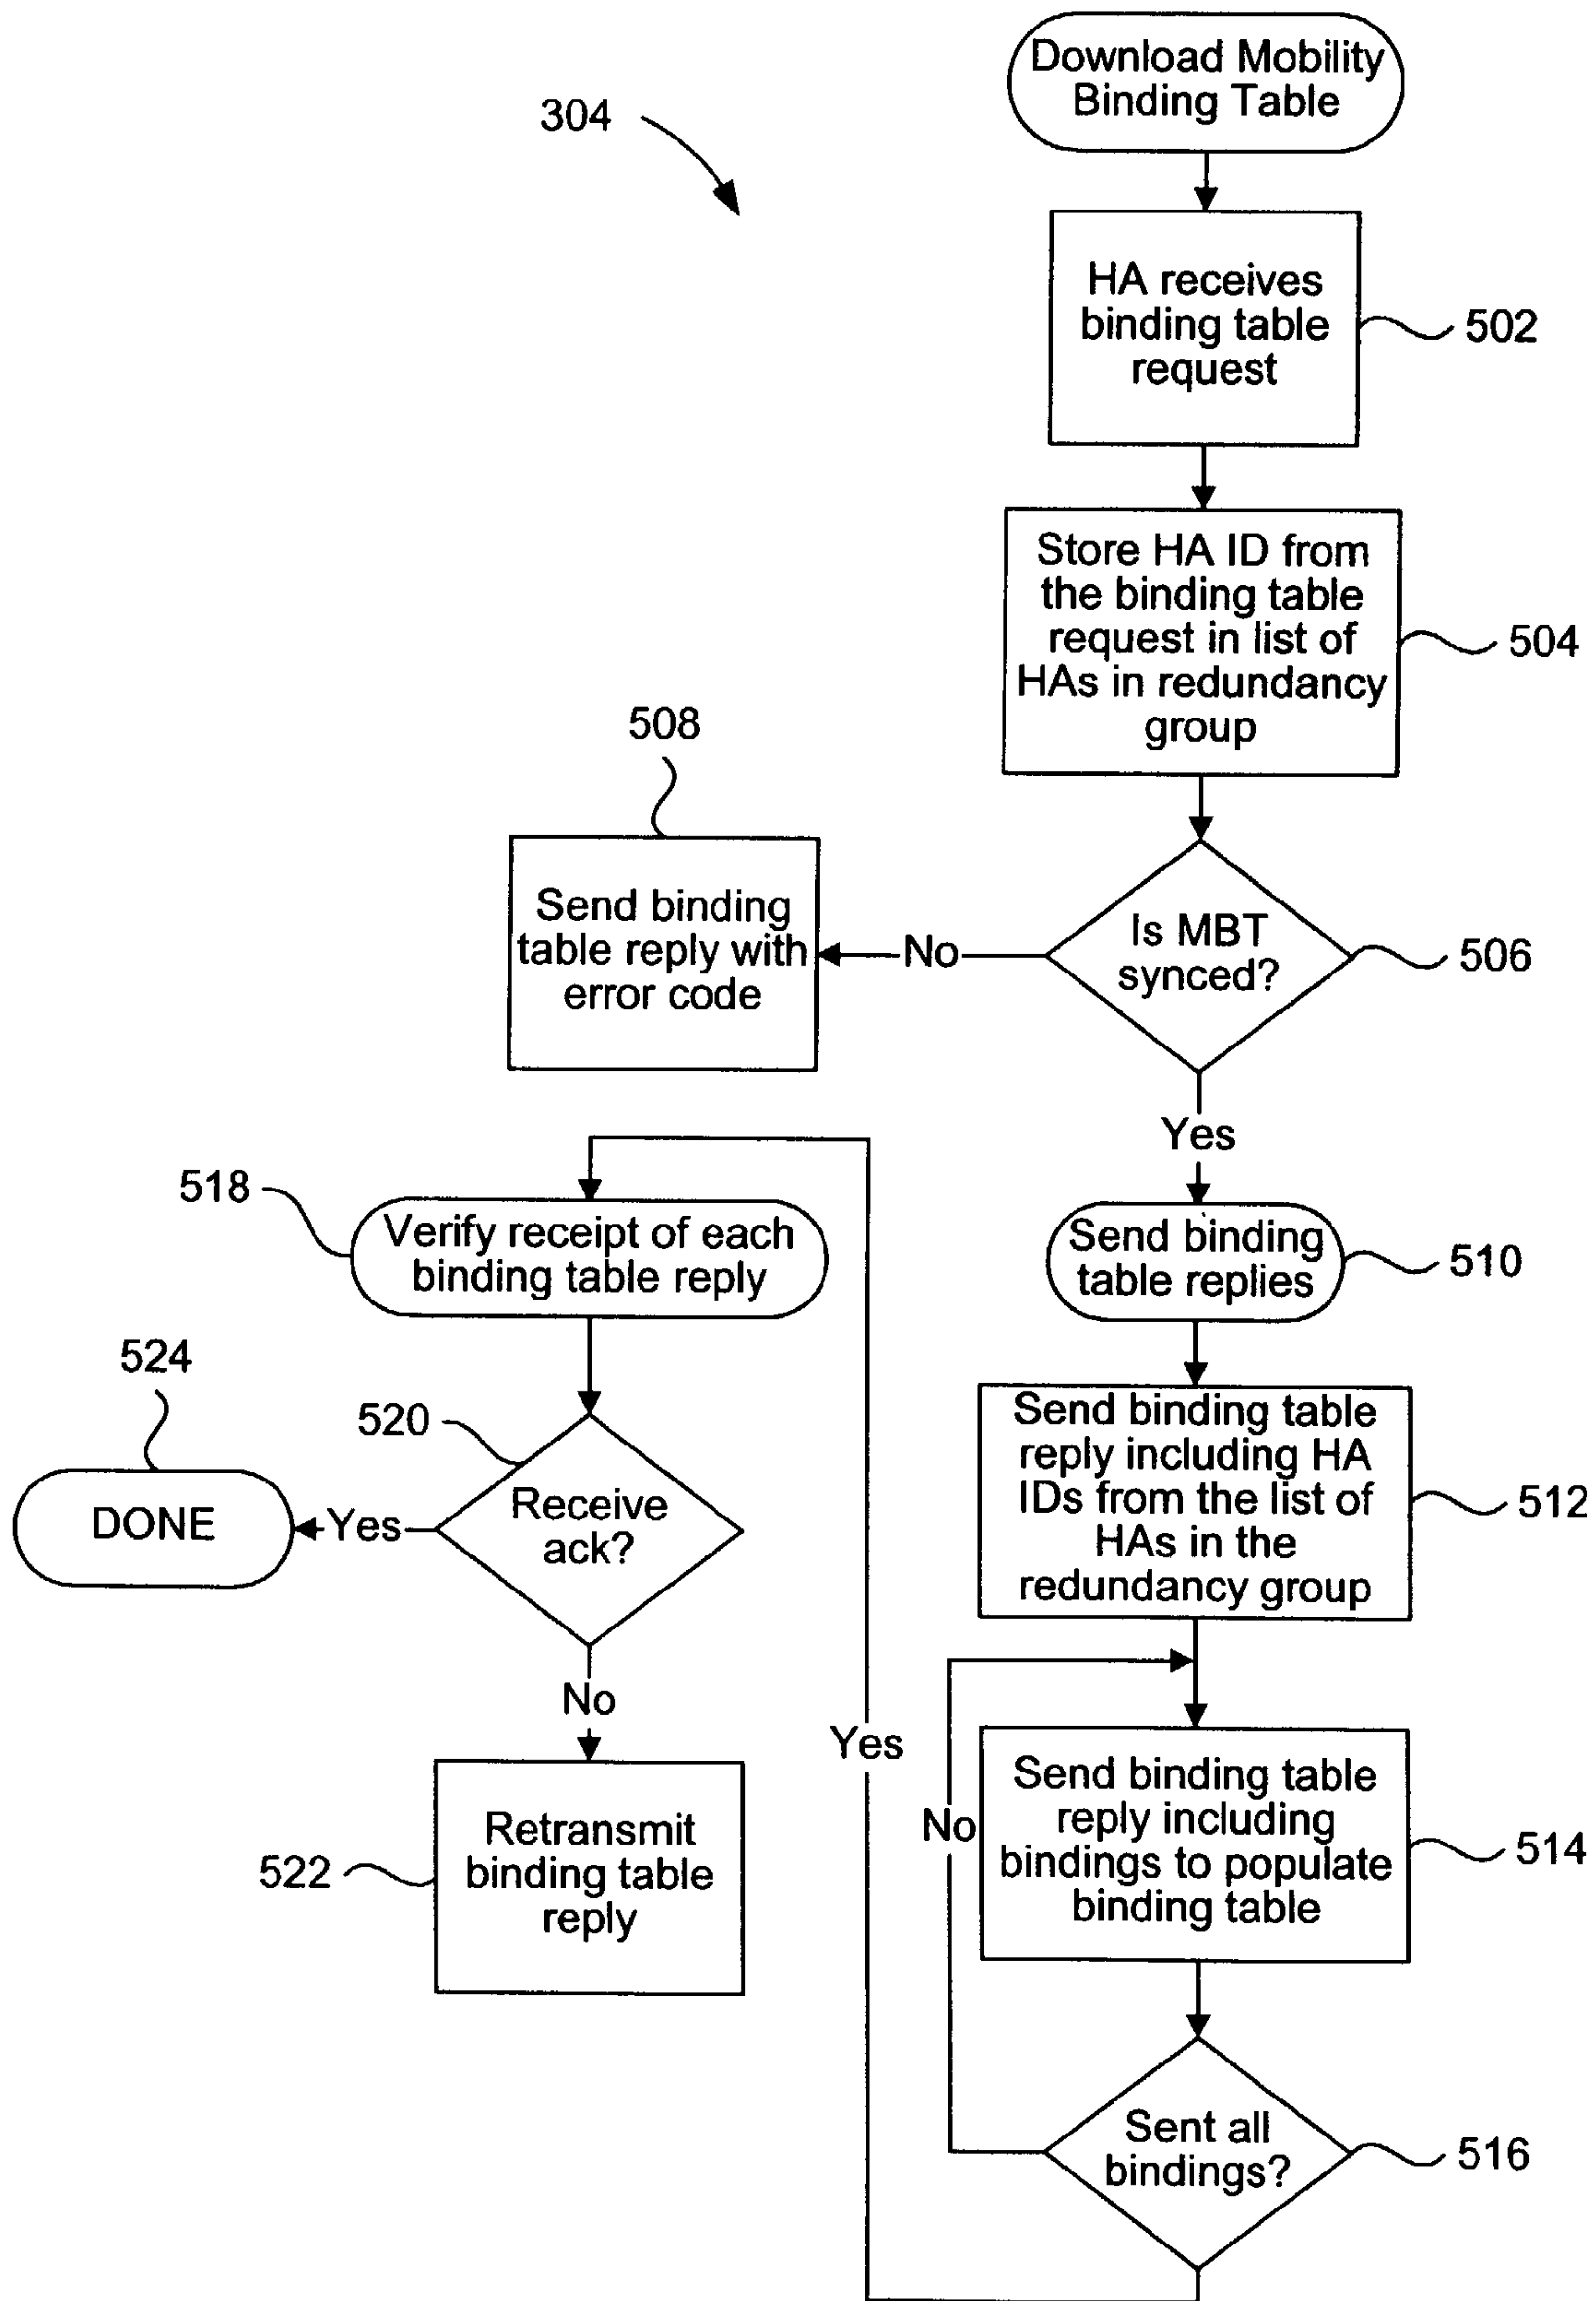 Download Mobility
Binding Table
304
HA receives
binding table
request
502
Store HA ID from
the binding table
request in list of
HAs in redundancy
group
504
508
Send binding
table reply with
error code
No
Is MBT
synced?
506
Yes
518
Verify receipt of each
binding table reply
Send binding
table replies
510
524
520
DONE
Yes
Receive
ack?
Send binding table
reply including HA
IDs from the list of
HAs in the
redundancy group
512
No
Yes
522
Retransmit
binding table
reply
No
Send binding table
reply including
bindings to populate
binding table
514
Sent all
bindings?
516